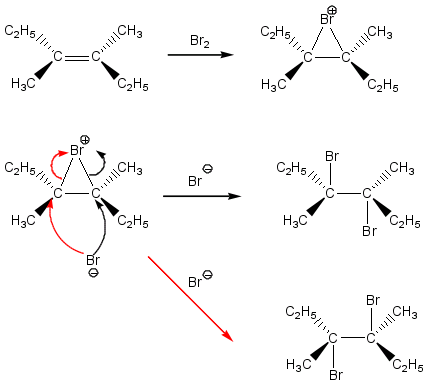 C₂H₅ CH₃ Br₂ Br⊕ C₂H₅ CH₃
C C C C
H₃C C₂H₅ H₃C C₂H₅
Br⊕
C₂H₅ CH₃ Br⊖ Br C₂H₅ CH₃
C C C C
H₃C C₂H₅ H₃C Br C₂H₅
Br⊖
Br⊖
Br
C₂H₅ CH₃
C C
H₃C Br C₂H₅